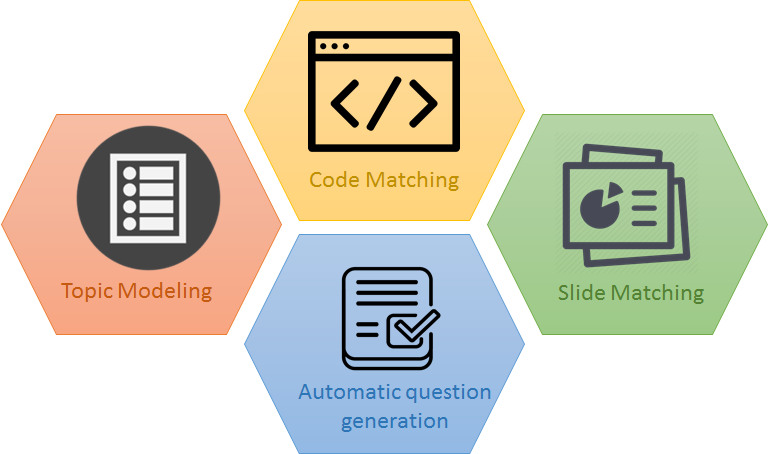 Code Matching
Topic Modeling
Slide Matching
Automatic question
generation